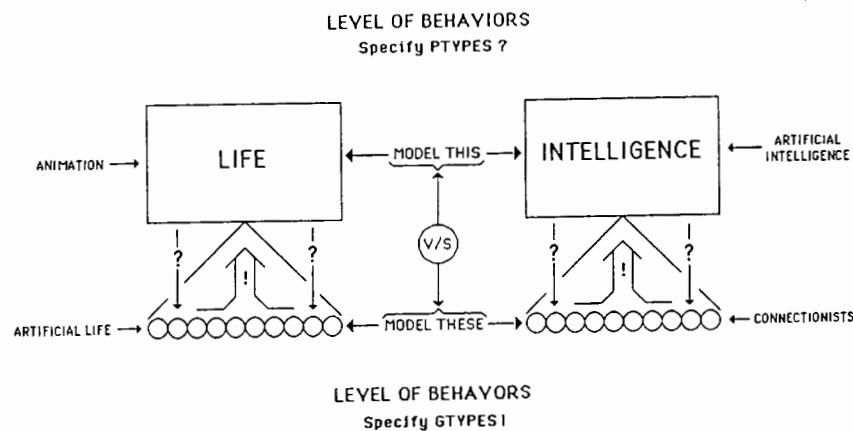 LEVEL OF BEHAVIORS
Specify PTYPES ?
LIFE
INTELLIGENCE
ANIMATION
MODEL THIS
ARTIFICIAL
INTELLIGENCE
?
!
?
V/S
?
!
?
ARTIFICIAL LIFE
MODEL THESE
CONNECTIONISTS
LEVEL OF BEHAVORS
Specify GTYPES !